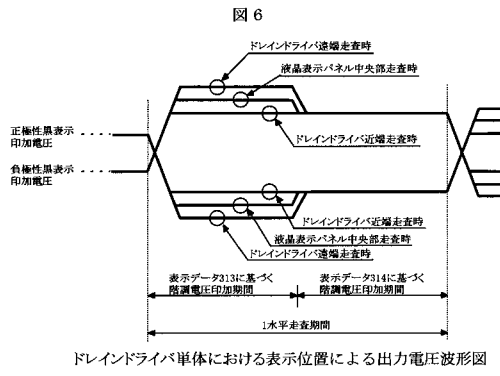 図6
ドレインドライバ遠端走査時
液晶表示パネル中央部走査時
正極性黒表示
印加電圧
ドレインドライバ近端走査時
負極性黒表示
印加電圧
ドレインドライバ近端走査時
液晶表示パネル中央部走査時
ドレインドライバ遠端走査時
表示データ313に基づく
階調電圧印加期間
表示データ314に基づく
階調電圧印加期間
1水平走査期間
ドレインドライバ単体における表示位置による出力電圧波形図